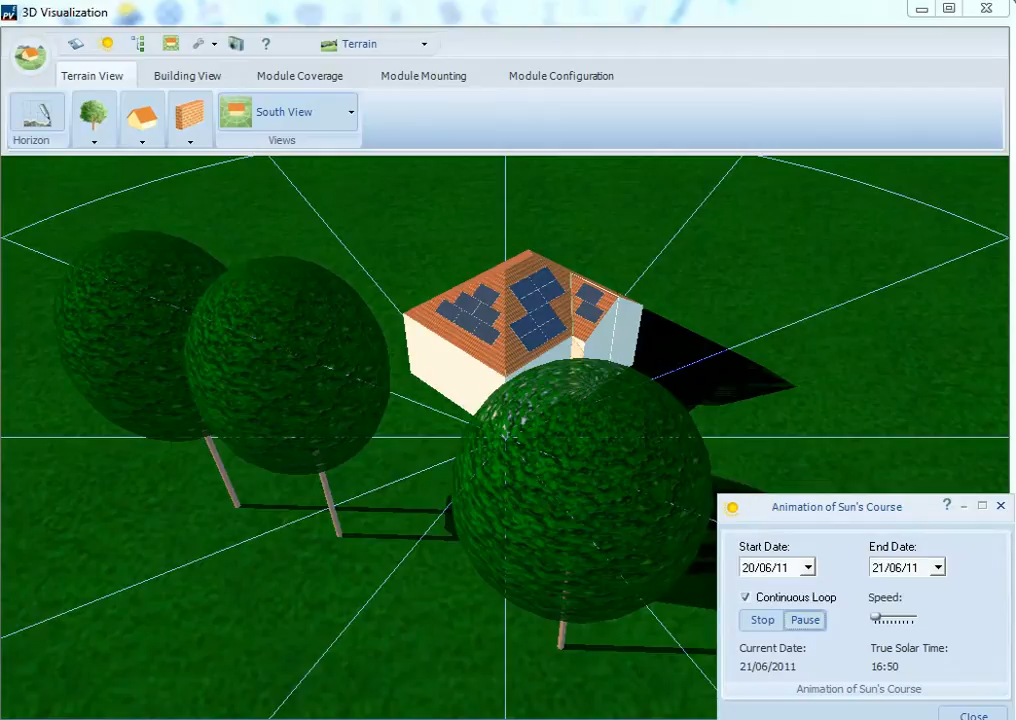 PV 3D Visualization
? Terrain
Terrain View Building View Module Coverage Module Mounting Module Configuration
South View
Horizon Views
Animation of Sun's Course ?
Start Date: End Date:
20/06/11 21/06/11
Continuous Loop Speed:
Stop Pause
Current Date: True Solar Time:
21/06/2011 16:50
Animation of Sun's Course
Close